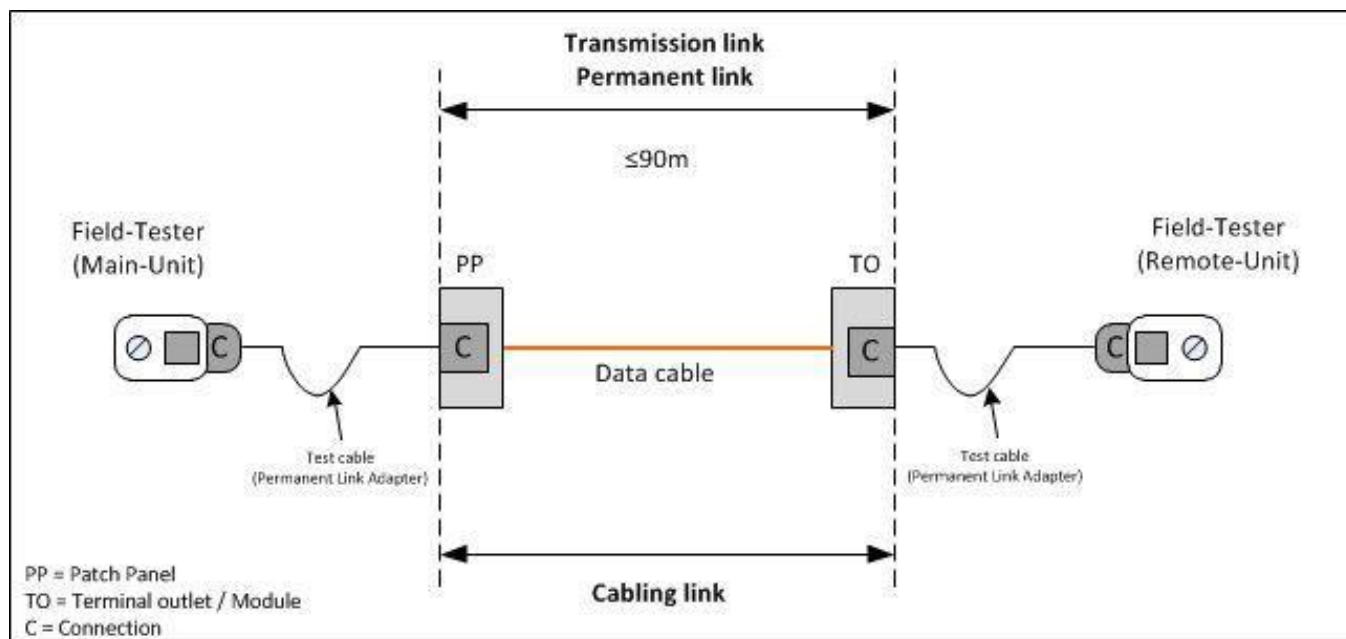 Transmission link
Permanent link
≤90m
Field-Tester
(Main-Unit)
Field-Tester
(Remote-Unit)
PP
TO
C
C
C
C
Data cable
Test cable
(Permanent Link Adapter)
Test cable
(Permanent Link Adapter)
Cabling link
PP = Patch Panel
TO = Terminal outlet / Module
C = Connection